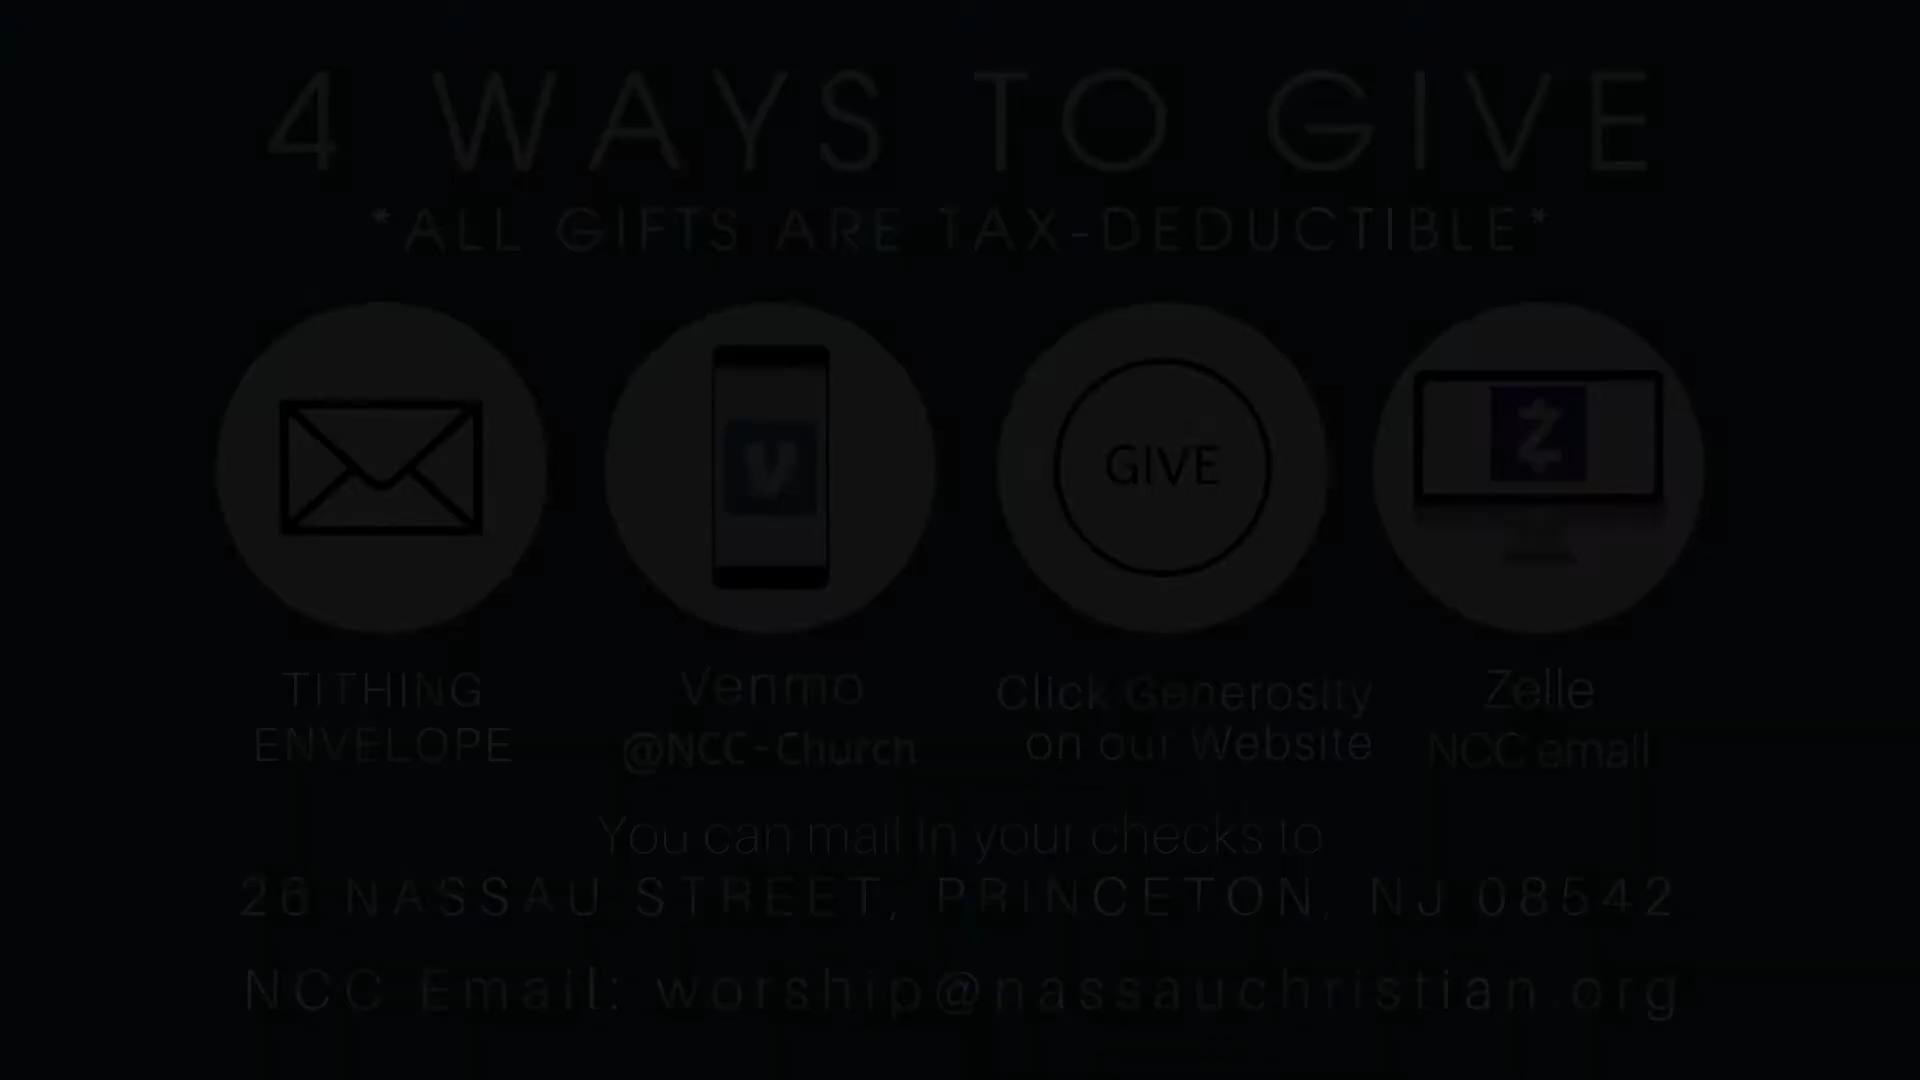 4 WAYS TO GIVE
*ALL GIFTS ARE TAX-DEDUCTIBLE*
V
GIVE
Z
TITHING
ENVELOPE
Venmo
@NCC-Church
Click Generosity
on our Website
Zelle
NCC email
You can mail in your checks to
26 NASSAU STREET, PRINCETON, NJ 08542
NCC Email: worship@nassauchristian.org